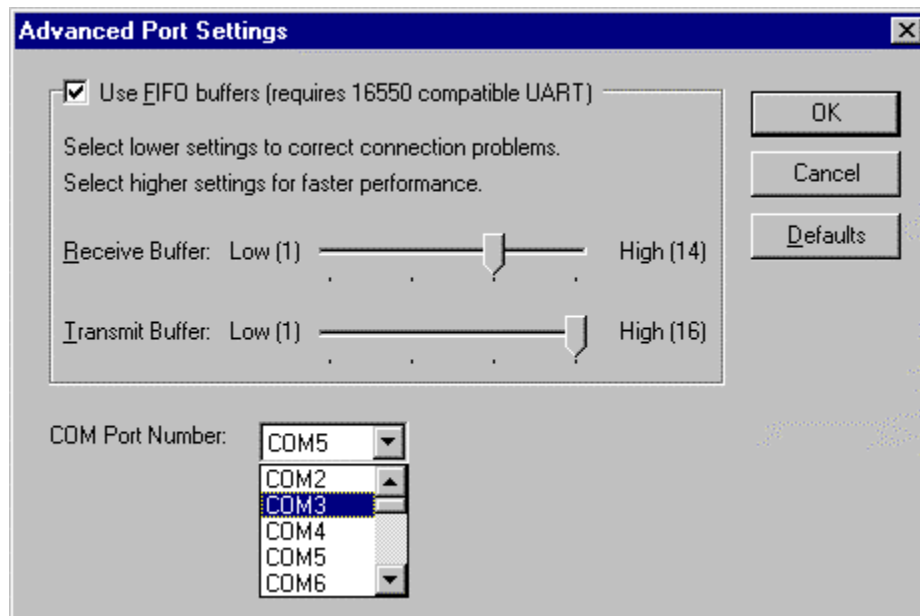 Advanced Port Settings
Use FIFO buffers (requires 16550 compatible UART)
OK
Select lower settings to correct connection problems.
Cancel
Select higher settings for faster performance.
Defaults
Receive Buffer: Low (1) High (14)
Transmit Buffer: Low (1) High (16)
COM Port Number: COM5
COM2
COM3
COM4
COM5
COM6